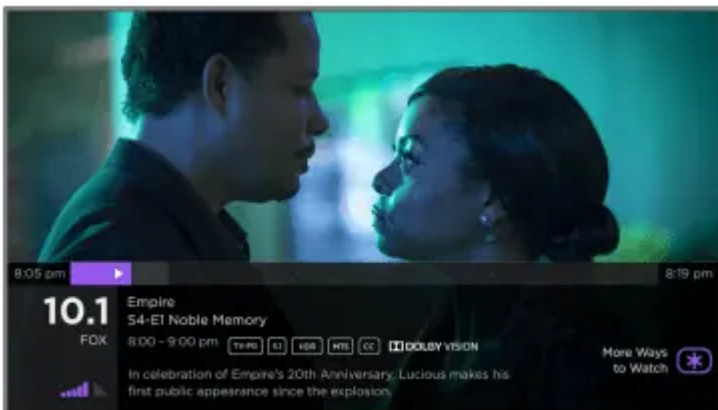 8:05 pm
8:19 pm
10.1
FOX
Empire
S4-E1 Noble Memory
8:00 - 9:00 pm TV-PG HDR MTS CC DOLBY VISION
In celebration of Empire's 20th Anniversary, Lucious makes his
first public appearance since the explosion.
More Ways
to Watch